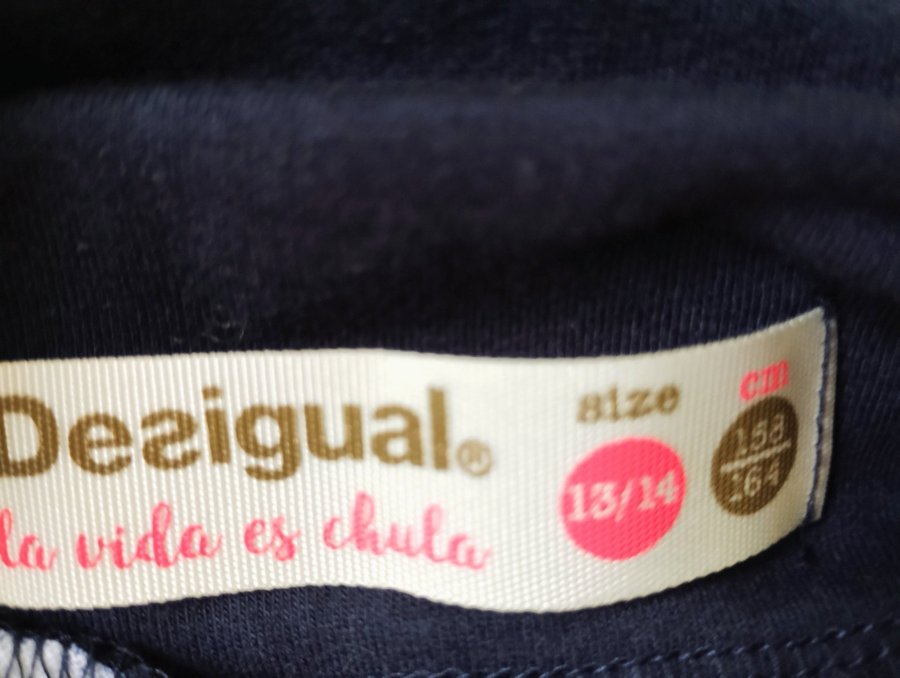 Desigual®
la vida es chula
size
13/14
cm
158
164